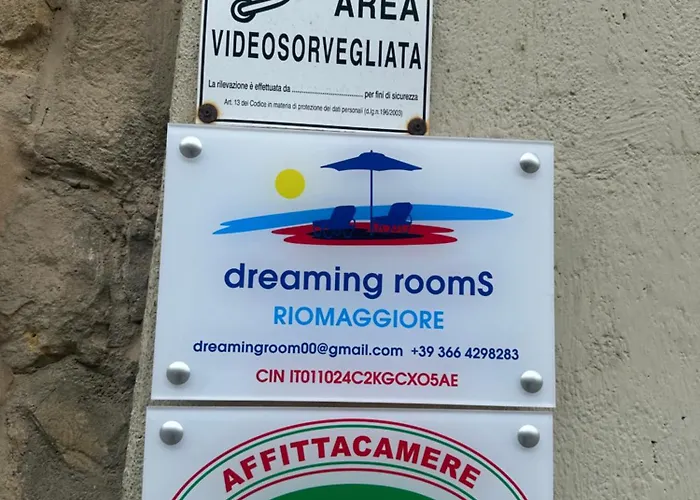 AREA
VIDEOSORVEGLIATA
La rilevazione è effettuata da ........................ per fini di sicurezza
Art. 13 del Codice in materia di protezione dei dati personali (d.lg.n.196/2003)
dreaming roomS
RIOMAGGIORE
dreamingroom00@gmail.com +39 366 4298283
CIN IT011024C2KGCXO5AE
AFFITTACAMERE